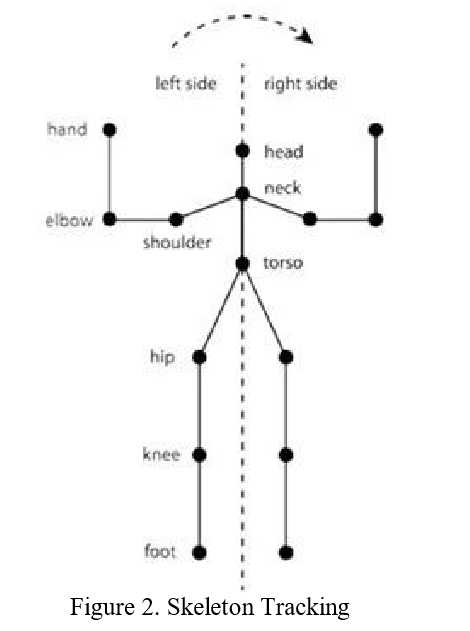 left side right side
hand
head
neck
elbow
shoulder
torso
hip
knee
foot
Figure 2. Skeleton Tracking